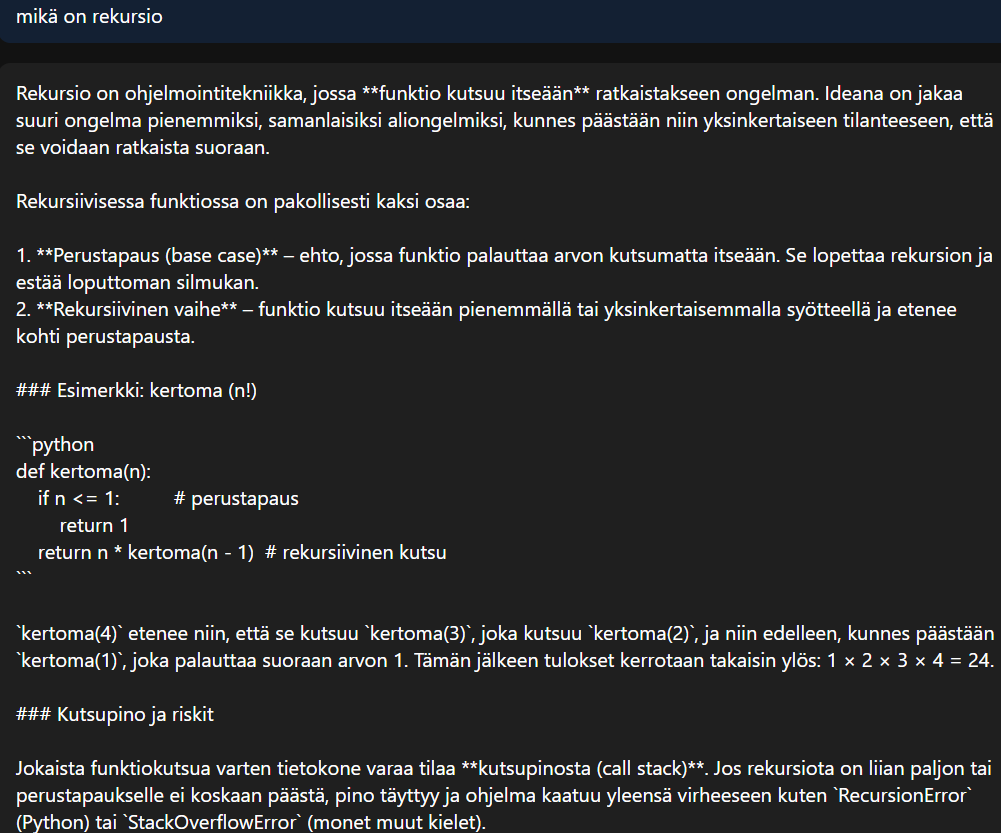 mikä on rekursio
Rekursio on ohjelmointitekniikka, jossa **funktio kutsuu itseään** ratkaistakseen ongelman. Ideana on jakaa
suuri ongelma pienemmiksi, samanlaisiksi aliongelmiksi, kunnes päästään niin yksinkertaiseen tilanteeseen, että
se voidaan ratkaista suoraan.
Rekursiivisessa funktiossa on pakollisesti kaksi osaa:
1. **Perustapaus (base case)** – ehto, jossa funktio palauttaa arvon kutsumatta itseään. Se lopettaa rekursion ja
estää loputtoman silmukan.
2. **Rekursiivinen vaihe** – funktio kutsuu itseään pienemmällä tai yksinkertaisemmalla syötteellä ja etenee
kohti perustapausta.
### Esimerkki: kertoma (n!)
```python
def kertoma(n):
    if n <= 1:          # perustapaus
        return 1
    return n * kertoma(n - 1)  # rekursiivinen kutsu
```
`kertoma(4)` etenee niin, että se kutsuu `kertoma(3)`, joka kutsuu `kertoma(2)`, ja niin edelleen, kunnes päästään
`kertoma(1)`, joka palauttaa suoraan arvon 1. Tämän jälkeen tulokset kerrotaan takaisin ylös: 1 × 2 × 3 × 4 = 24.
### Kutsupino ja riskit
Jokaista funktiokutsua varten tietokone varaa tilaa **kutsupinosta (call stack)**. Jos rekursiota on liian paljon tai
perustapaukselle ei koskaan päästä, pino täyttyy ja ohjelma kaatuu yleensä virheeseen kuten `RecursionError`
(Python) tai `StackOverflowError` (monet muut kielet).